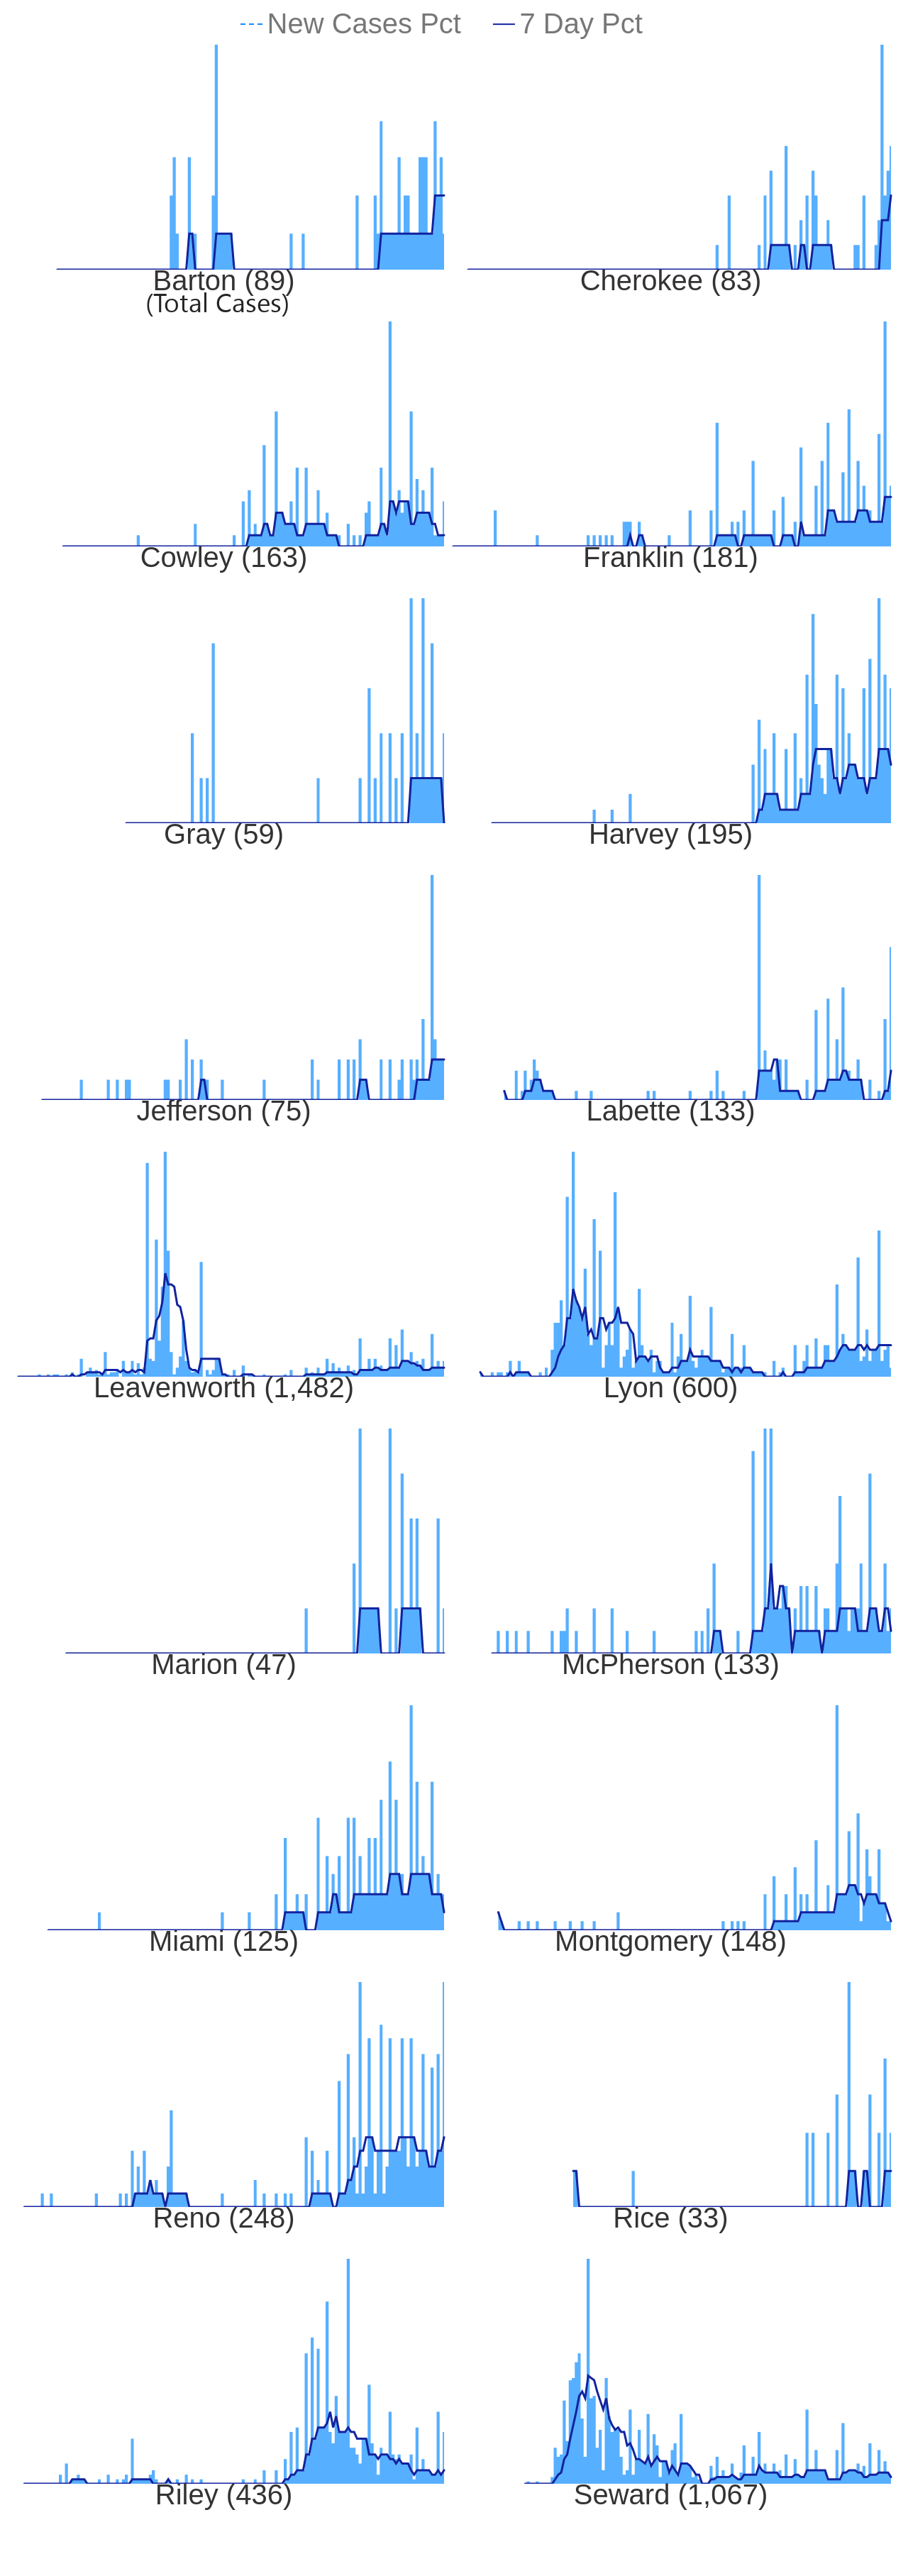 New Cases Pct 7 Day Pct
Barton (89) Cherokee (83)
(Total Cases)
Cowley (163) Franklin (181)
Gray (59) Harvey (195)
Jefferson (75) Labette (133)
Leavenworth (1,482) Lyon (600)
Marion (47) McPherson (133)
Miami (125) Montgomery (148)
Reno (248) Rice (33)
Riley (436) Seward (1,067)